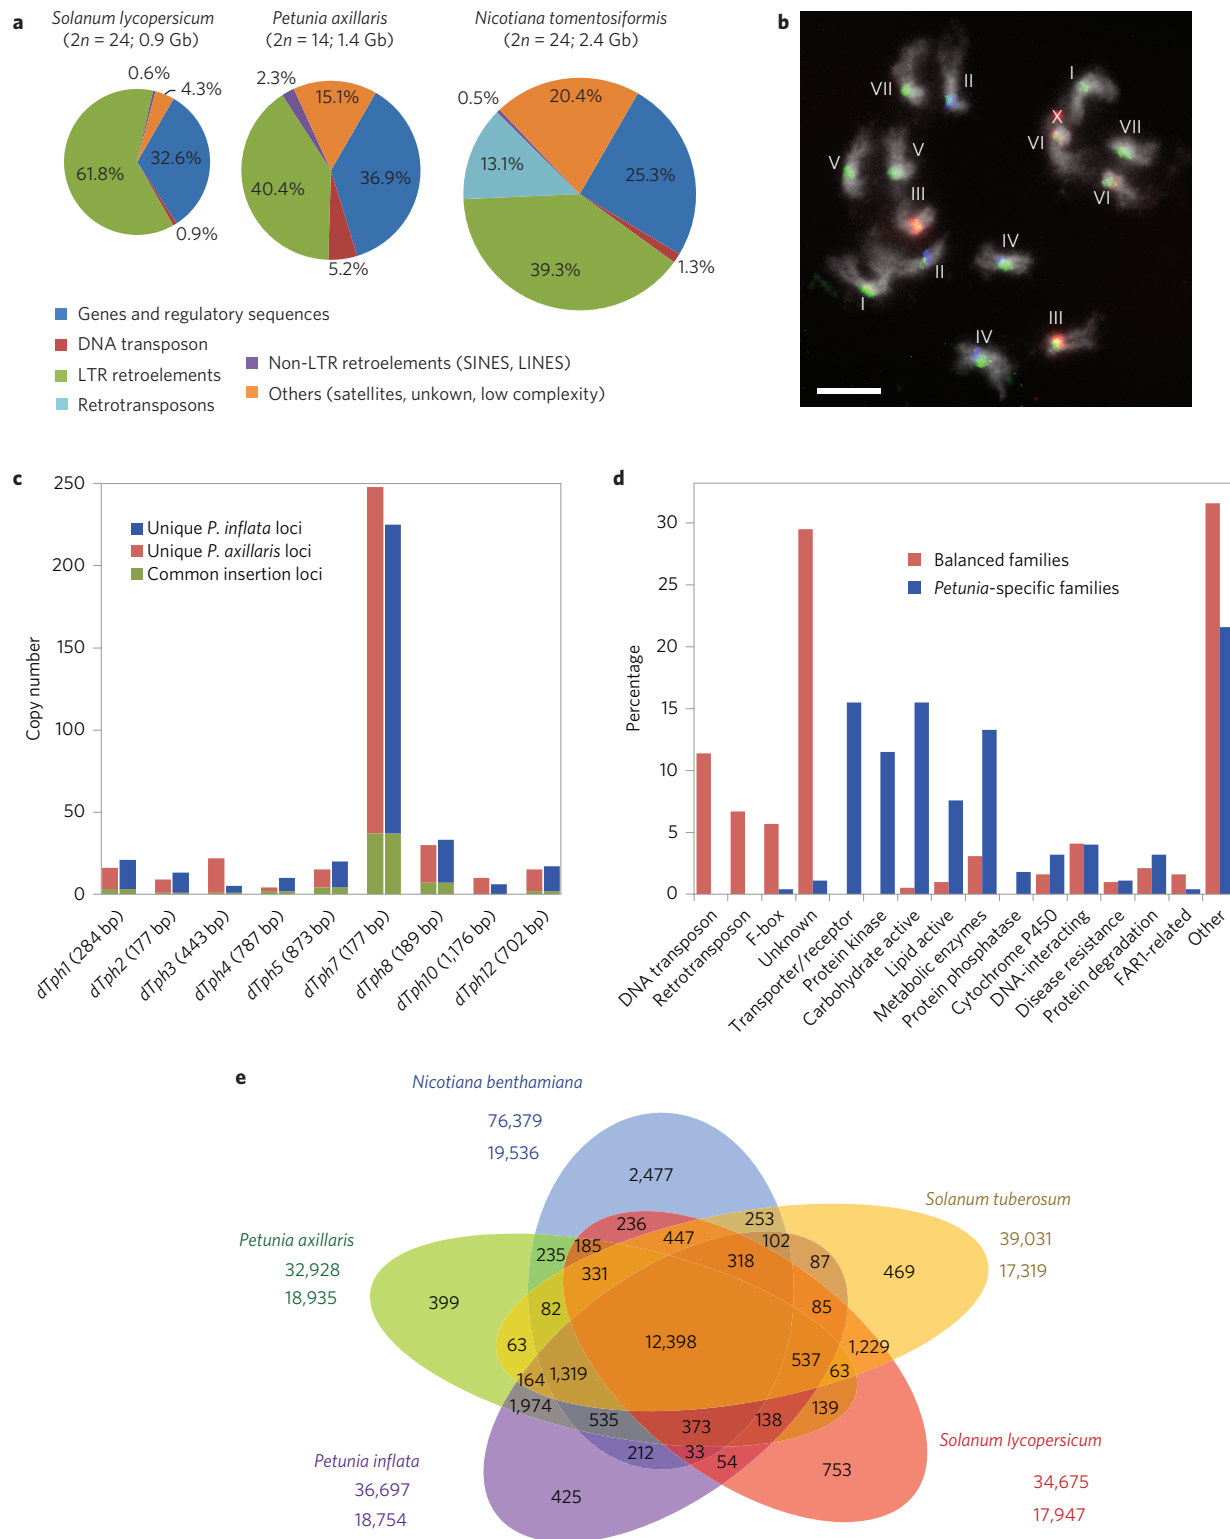 a
Solanum lycopersicum
(2n = 24; 0.9 Gb)
Petunia axillaris
(2n = 14; 1.4 Gb)
Nicotiana tomentosiformis
(2n = 24; 2.4 Gb)
0.6%
4.3%
32.6%
61.8%
0.9%
2.3%
15.1%
36.9%
40.4%
5.2%
0.5%
20.4%
13.1%
25.3%
39.3%
1.3%
Genes and regulatory sequences
DNA transposon
LTR retroelements
Retrotransposons
Non-LTR retroelements (SINES, LINES)
Others (satellites, unkown, low complexity)
b
VII
II
I
X
VI
VII
V
V
VI
III
II
IV
I
IV
III
c
Copy number
250
200
150
100
50
0
Unique P. inflata loci
Unique P. axillaris loci
Common insertion loci
dTph1 (284 bp)
dTph2 (177 bp)
dTph3 (443 bp)
dTph4 (787 bp)
dTph5 (873 bp)
dTph7 (177 bp)
dTph8 (189 bp)
dTph10 (1,176 bp)
dTph12 (702 bp)
d
Percentage
30
25
20
15
10
5
0
Balanced families
Petunia-specific families
DNA transposon
Retrotransposon
F-box
Unknown
Transporter/receptor
Protein kinase
Carbohydrate active
Lipid active
Metabolic enzymes
Protein phosphatase
Cytochrome P450
DNA-interacting
Disease resistance
Protein degradation
FAR1-related
Other
e
Nicotiana benthamiana
76,379
19,536
Solanum tuberosum
39,031
17,319
Petunia axillaris
32,928
18,935
Petunia inflata
36,697
18,754
Solanum lycopersicum
34,675
17,947
2,477
236
253
447
102
235
185
318
87
469
331
399
82
85
12,398
63
537
1,229
63
164
1,319
1,974
139
535
373
138
212
33
54
753
425